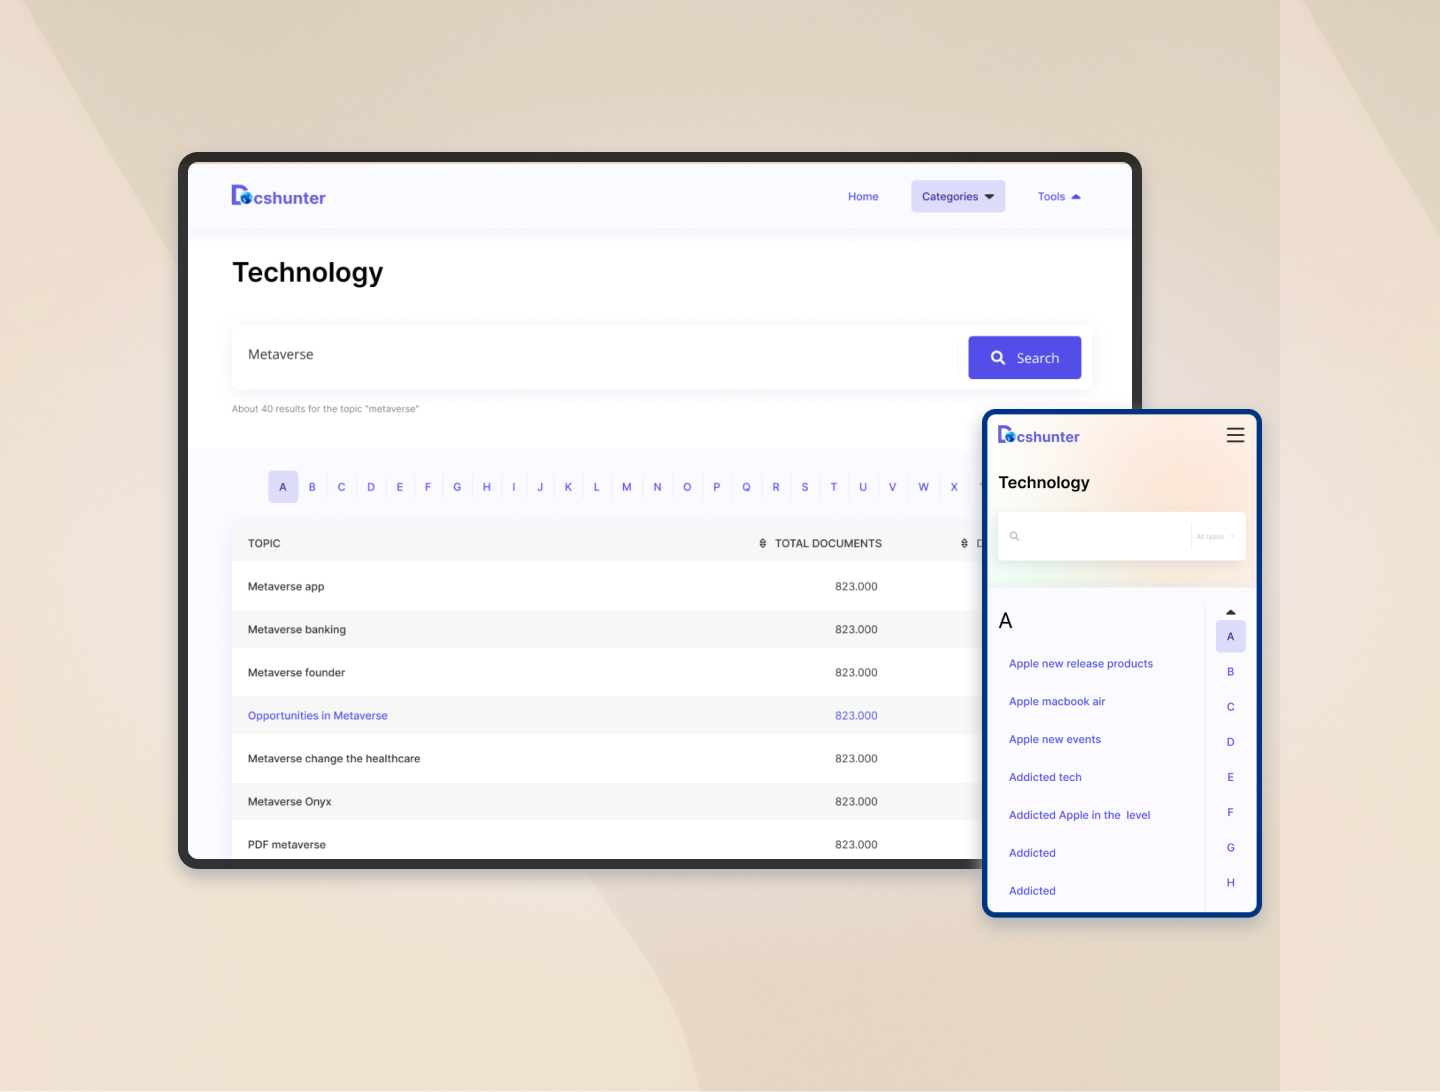 Docshunter
Home Categories Tools
Technology
Metaverse
Search
About 40 results for the topic "metaverse"
A B C D E F G H I J K L M N O P Q R S T U V W X
TOPIC TOTAL DOCUMENTS
Metaverse app 823.000
Metaverse banking 823.000
Metaverse founder 823.000
Opportunities in Metaverse 823.000
Metaverse change the healthcare 823.000
Metaverse Onyx 823.000
PDF metaverse 823.000
Docshunter
Technology
All types
A
Apple new release products
Apple macbook air
Apple new events
Addicted tech
Addicted Apple in the level
Addicted
Addicted
A
B
C
D
E
F
G
H